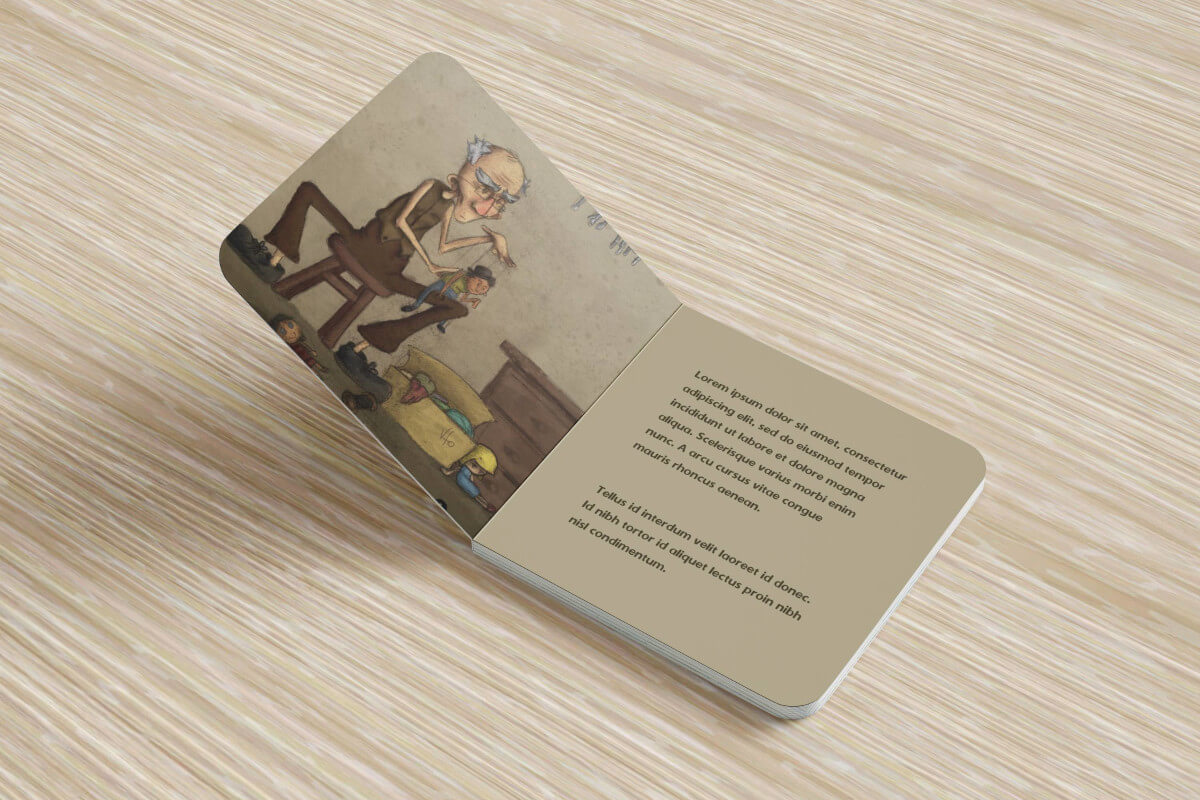 Lorem ipsum dolor sit amet, consectetur
adipiscing elit, sed do eiusmod tempor
incididunt ut labore et dolore magna
aliqua. Scelerisque varius morbi enim
nunc. A arcu cursus vitae congue
mauris rhoncus aenean.
Tellus id interdum velit laoreet id donec.
Id nibh tortor id aliquet lectus proin nibh
nisl condimentum.